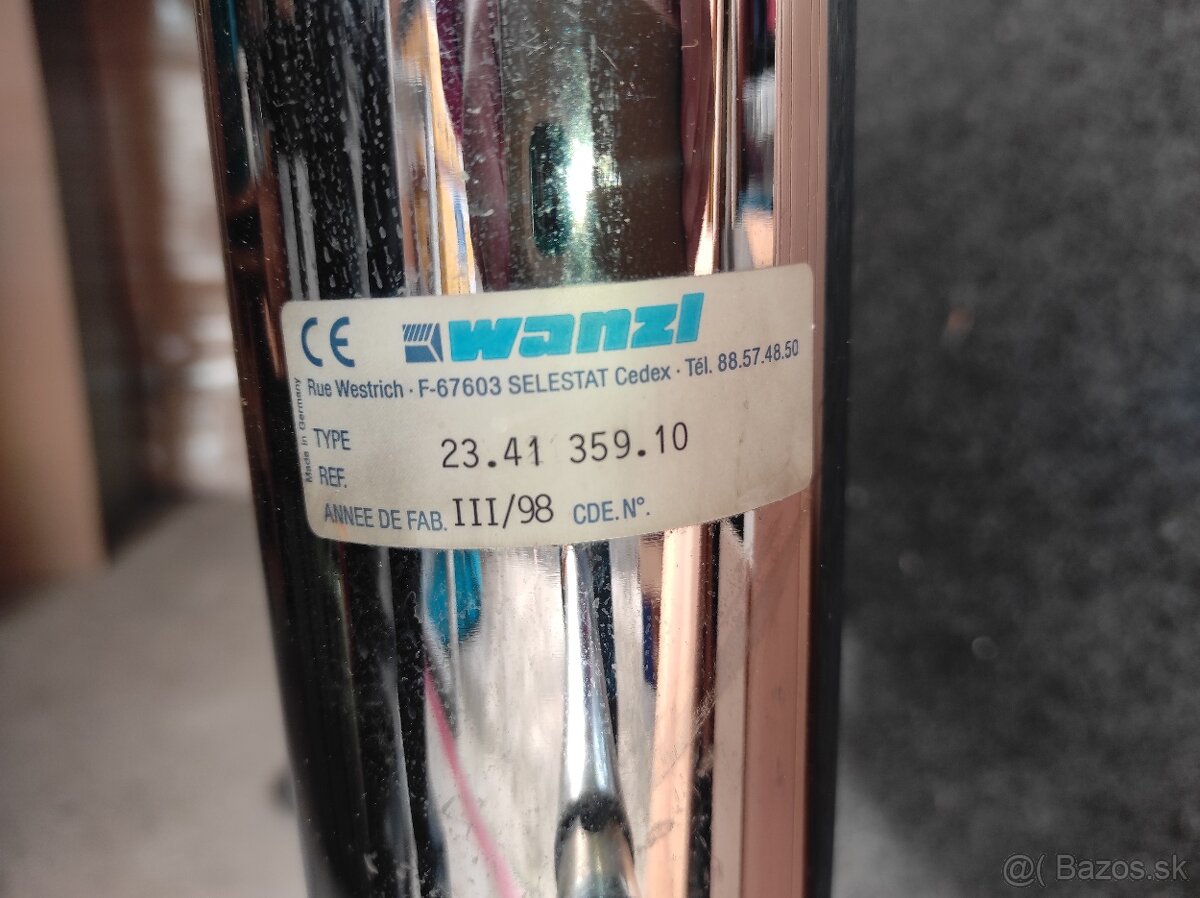 CE wanzl
Rue Westrich · F-67603 SELESTAT Cedex · Tél. 88.57.48.50
Made in Germany
TYPE 23.41 359.10
REF.
ANNEE DE FAB. III/98 CDE. N°.
@( Bazos.sk